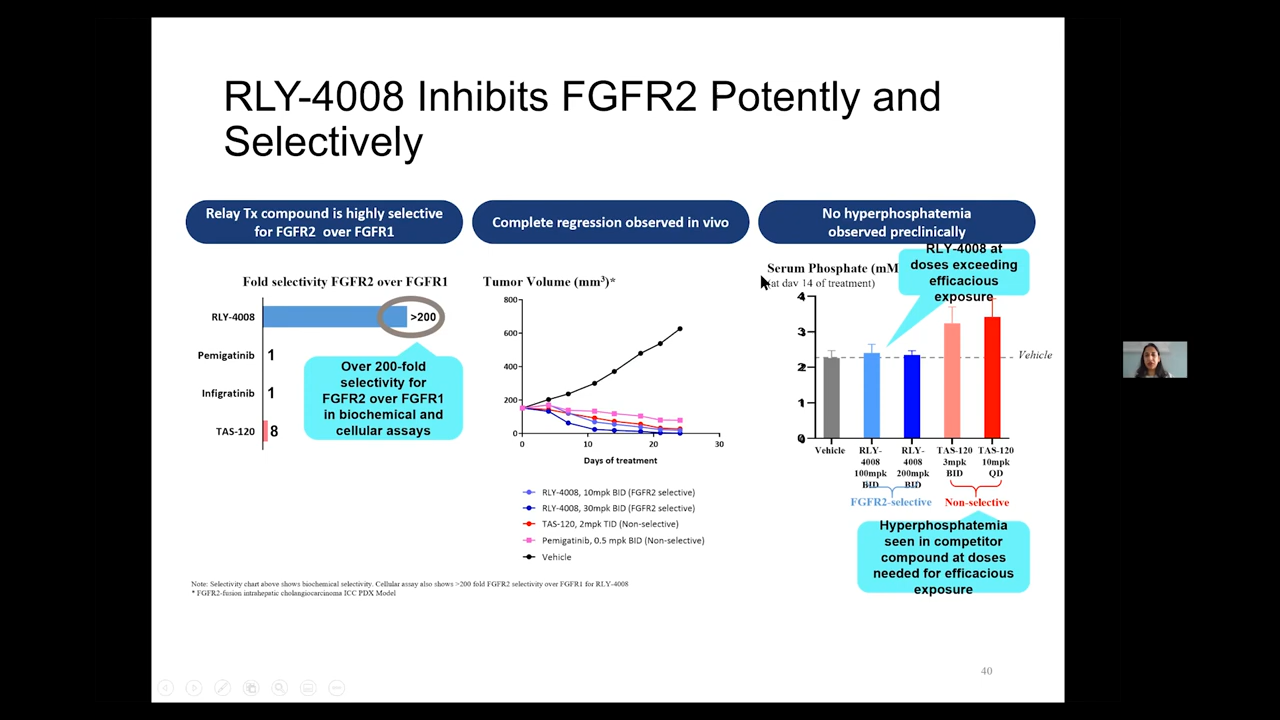 RLY-4008 Inhibits FGFR2 Potently and
Selectively
Relay Tx compound is highly selective
for FGFR2 over FGFR1
Complete regression observed in vivo
No hyperphosphatemia
observed preclinically
Fold selectivity FGFR2 over FGFR1
RLY-4008
>200
Pemigatinib
1
Infigratinib
1
TAS-120
8
Over 200-fold
selectivity for
FGFR2 over FGFR1
in biochemical and
cellular assays
Tumor Volume (mm³)*
800
600
400
200
0
0
10
20
30
Days of treatment
RLY-4008, 10mpk BID (FGFR2 selective)
RLY-4008, 30mpk BID (FGFR2 selective)
TAS-120, 2mpk TID (Non-selective)
Pemigatinib, 0.5 mpk BID (Non-selective)
Vehicle
Serum Phosphate (mM
(at day 14 of treatment)
RLY-4008 at
doses exceeding
efficacious
exposure
4
3
2
1
0
Vehicle
Vehicle
RLY-
4008
100mpk
BID
RLY-
4008
200mpk
BID
TAS-120
3mpk
BID
TAS-120
10mpk
QD
FGFR2-selective
Non-selective
Hyperphosphatemia
seen in competitor
compound at doses
needed for efficacious
exposure
Note: Selectivity chart above shows biochemical selectivity. Cellular assay also shows >200 fold FGFR2 selectivity over FGFR1 for RLY-4008
* FGFR2-fusion intrahepatic cholangiocarcinoma ICC PDX Model
40